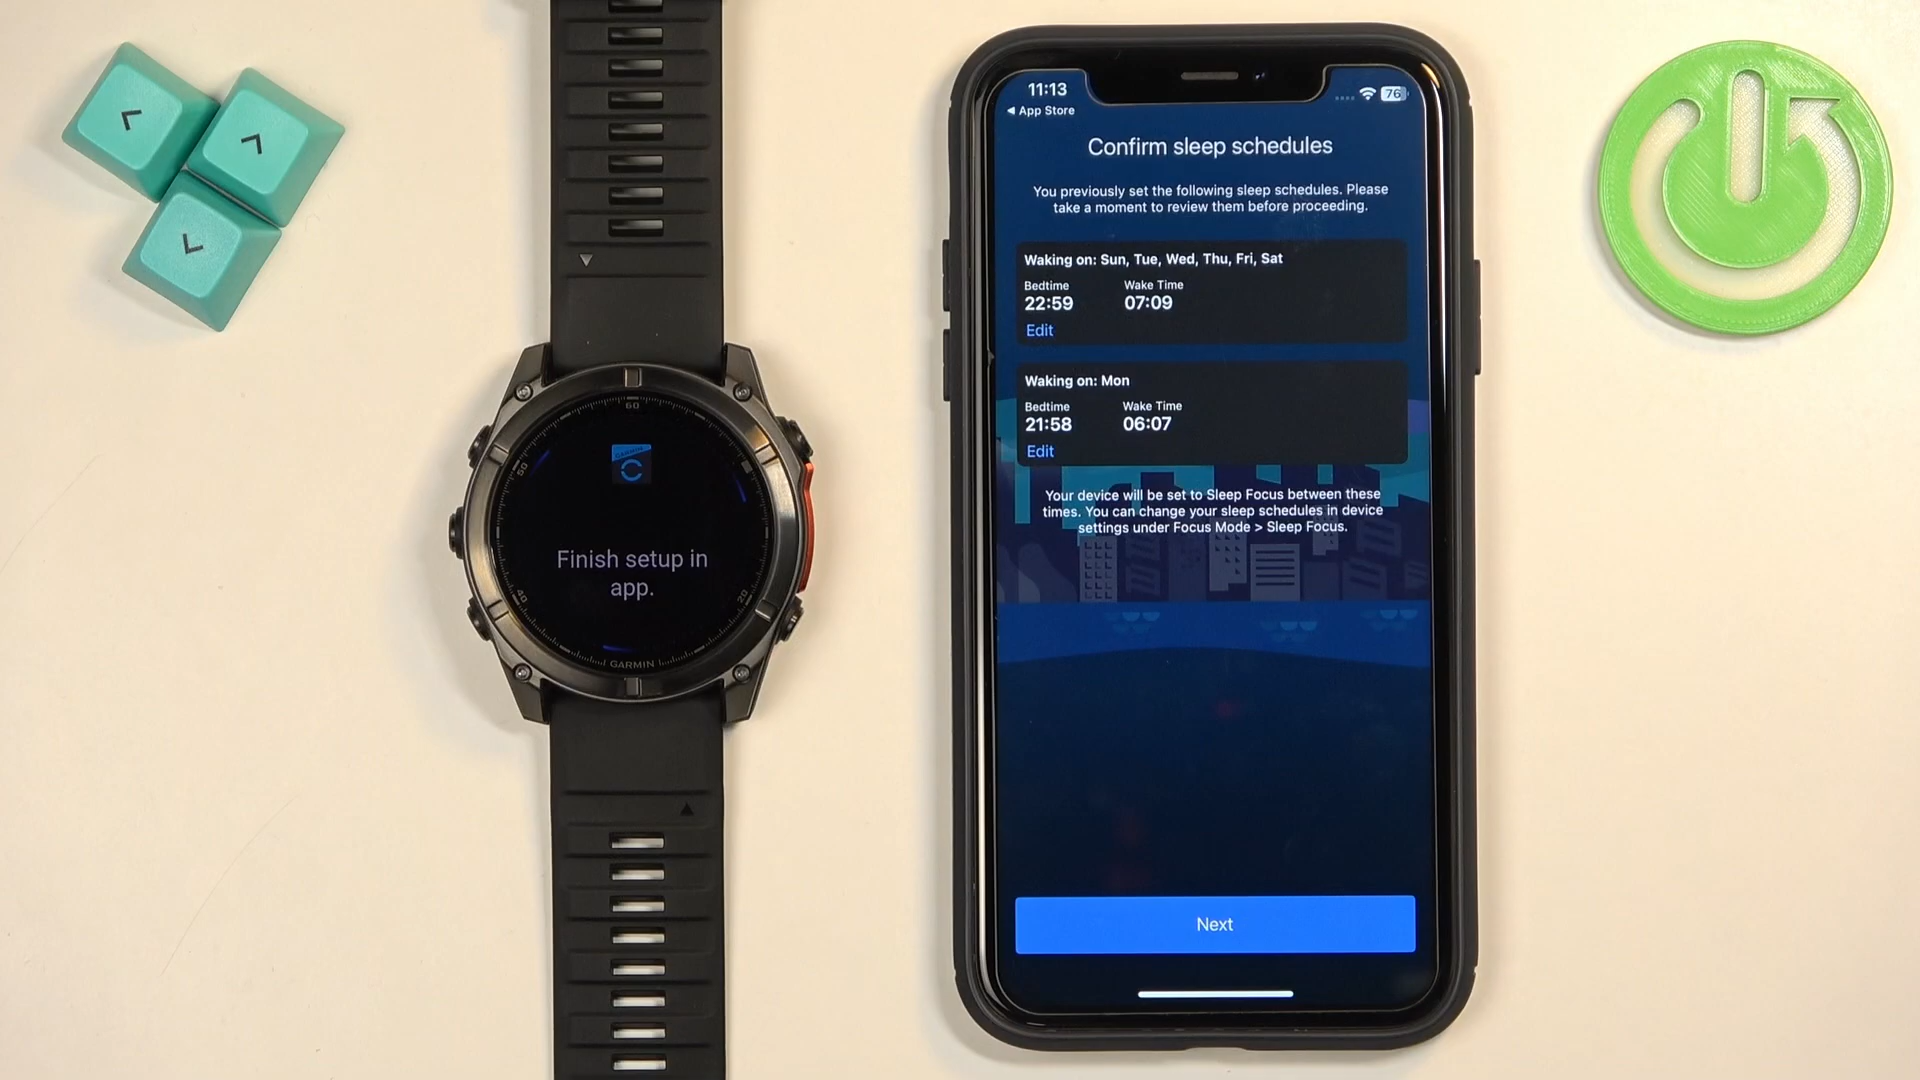 60
50
GARMIN
Finish setup in
app.
40
20
GARMIN
11:13
76
App Store
Confirm sleep schedules
You previously set the following sleep schedules. Please
take a moment to review them before proceeding.
Waking on: Sun, Tue, Wed, Thu, Fri, Sat
Bedtime Wake Time
22:59 07:09
Edit
Waking on: Mon
Bedtime Wake Time
21:58 06:07
Edit
Your device will be set to Sleep Focus between these
times. You can change your sleep schedules in device
settings under Focus Mode > Sleep Focus.
Next